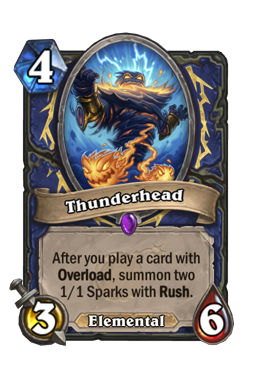 4
Thunderhead
After you play a card with
Overload, summon two
1/1 Sparks with Rush.
3
Elemental
6